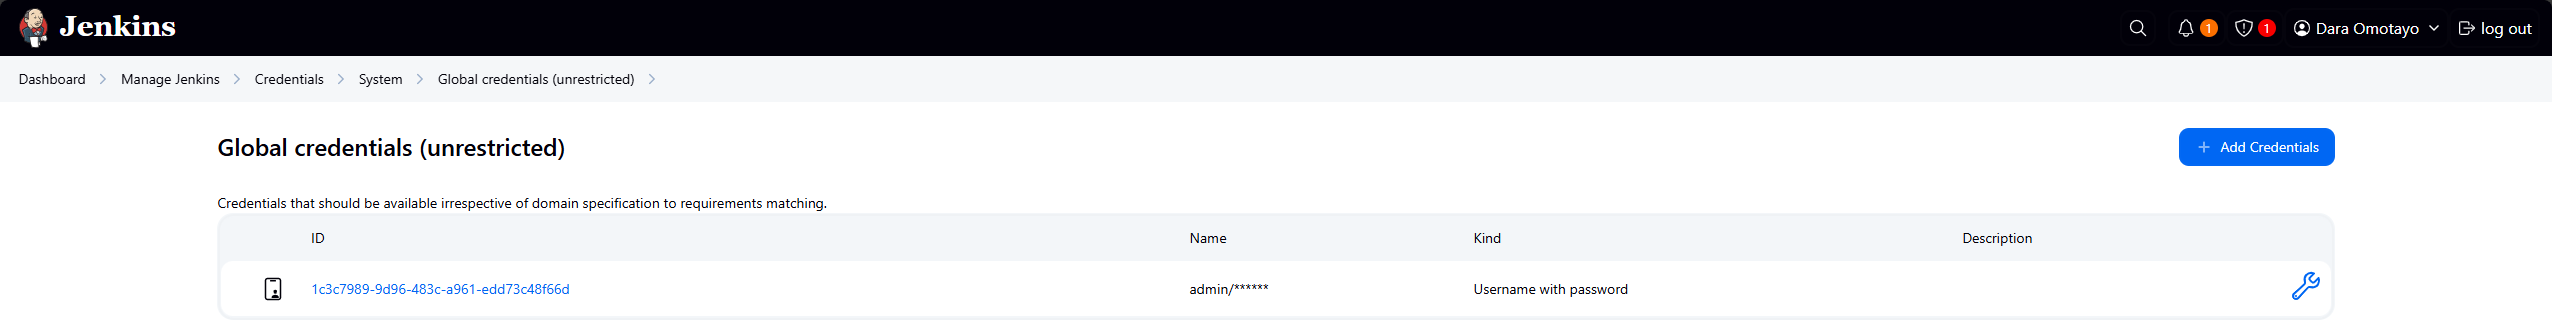 Jenkins 1 1 Dara Omotayo log out
Dashboard Manage Jenkins Credentials System Global credentials (unrestricted)
Global credentials (unrestricted)
Add Credentials
Credentials that should be available irrespective of domain specification to requirements matching.
ID Name Kind Description
1c3c7989-9d96-483c-a961-edd73c48f66d admin/****** Username with password